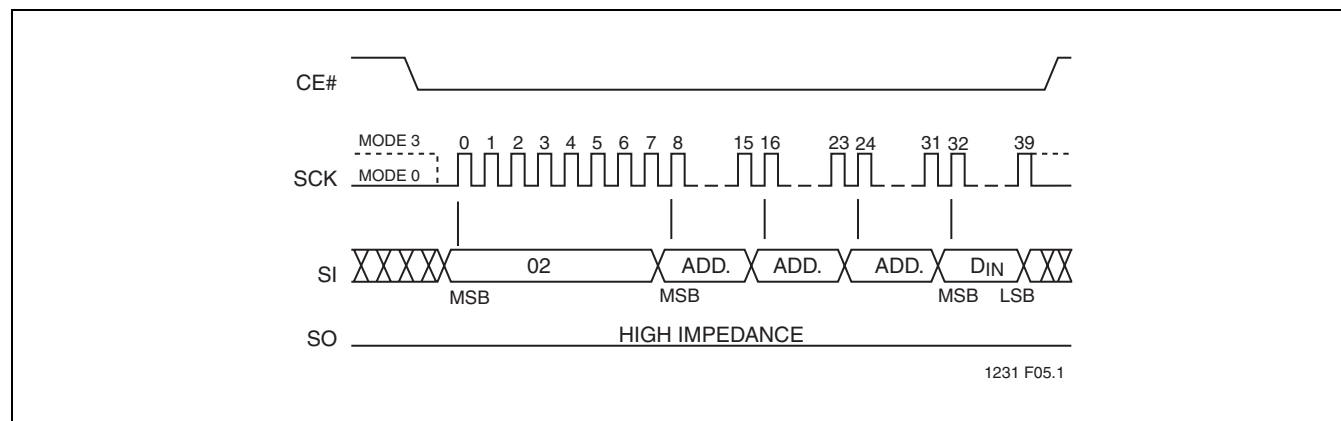 CE#
MODE 3
0 1 2 3 4 5 6 7 8 15 16 23 24 31 32 39
SCK
MODE 0
SI
02 ADD. ADD. ADD. DIN
MSB MSB MSB LSB
SO
HIGH IMPEDANCE
1231 F05.1